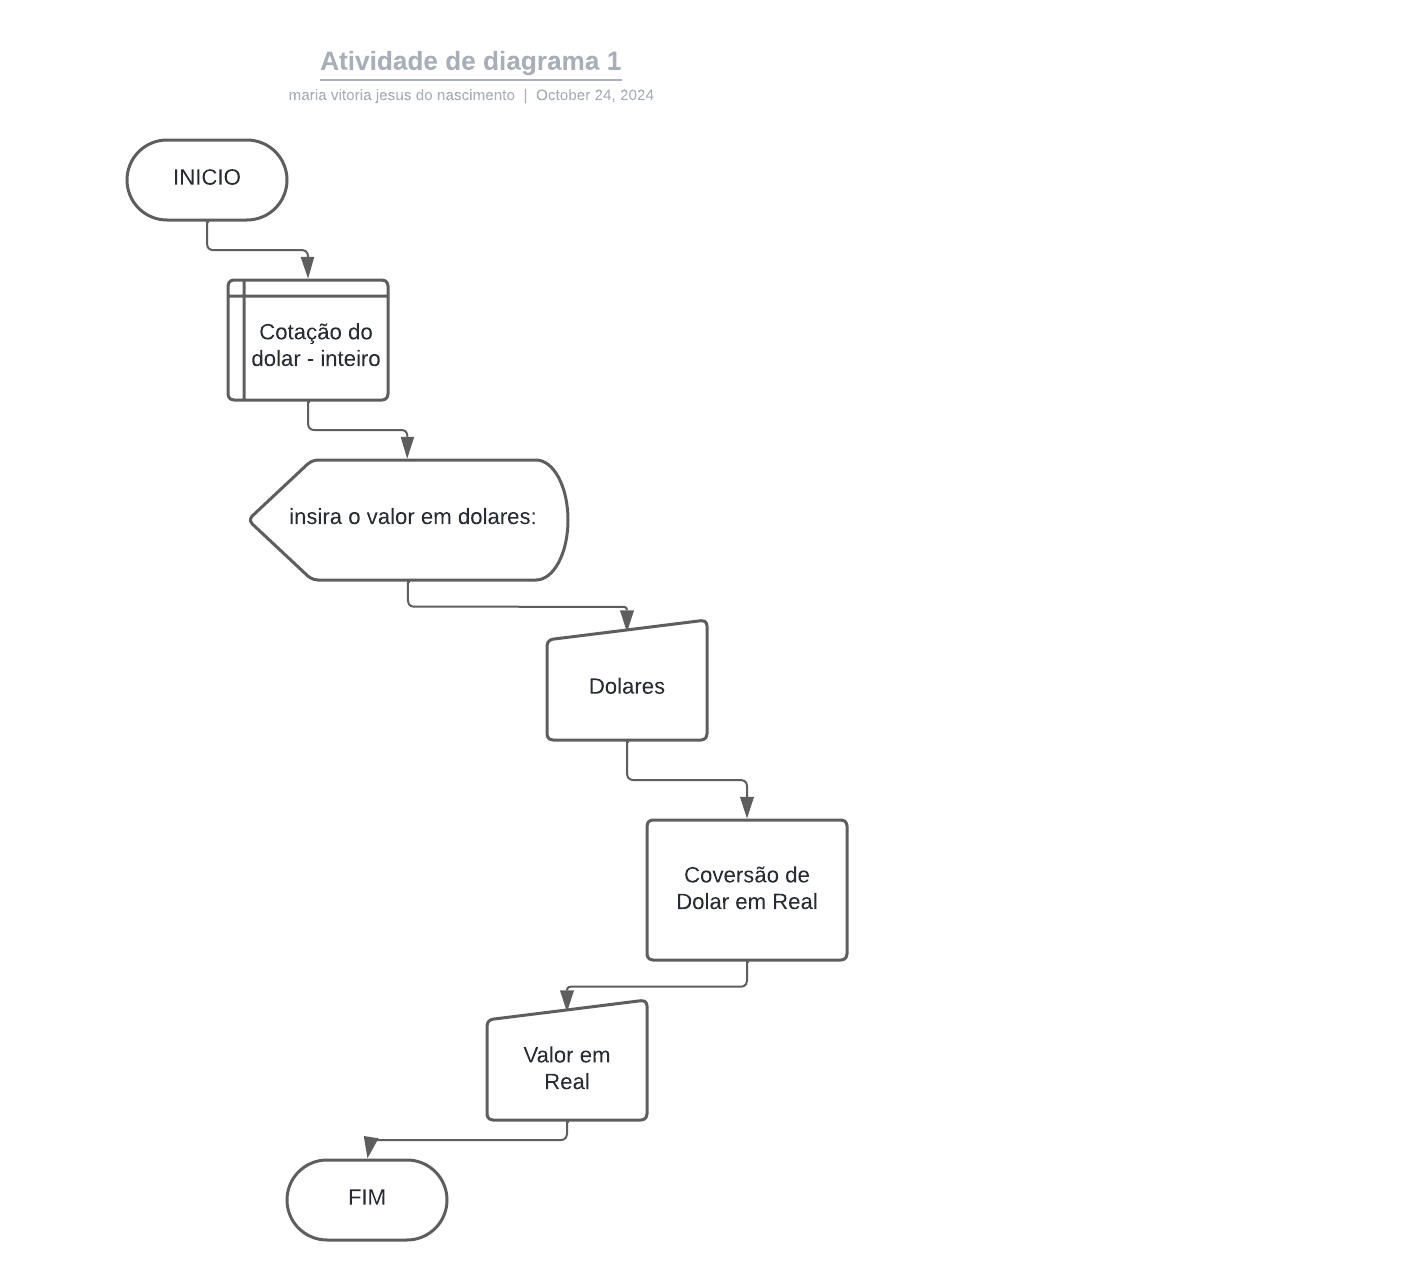 Atividade de diagrama 1
maria vitoria jesus do nascimento | October 24, 2024
INICIO
Cotação do
dolar - inteiro
insira o valor em dolares:
Dolares
Coversão de
Dolar em Real
Valor em
Real
FIM